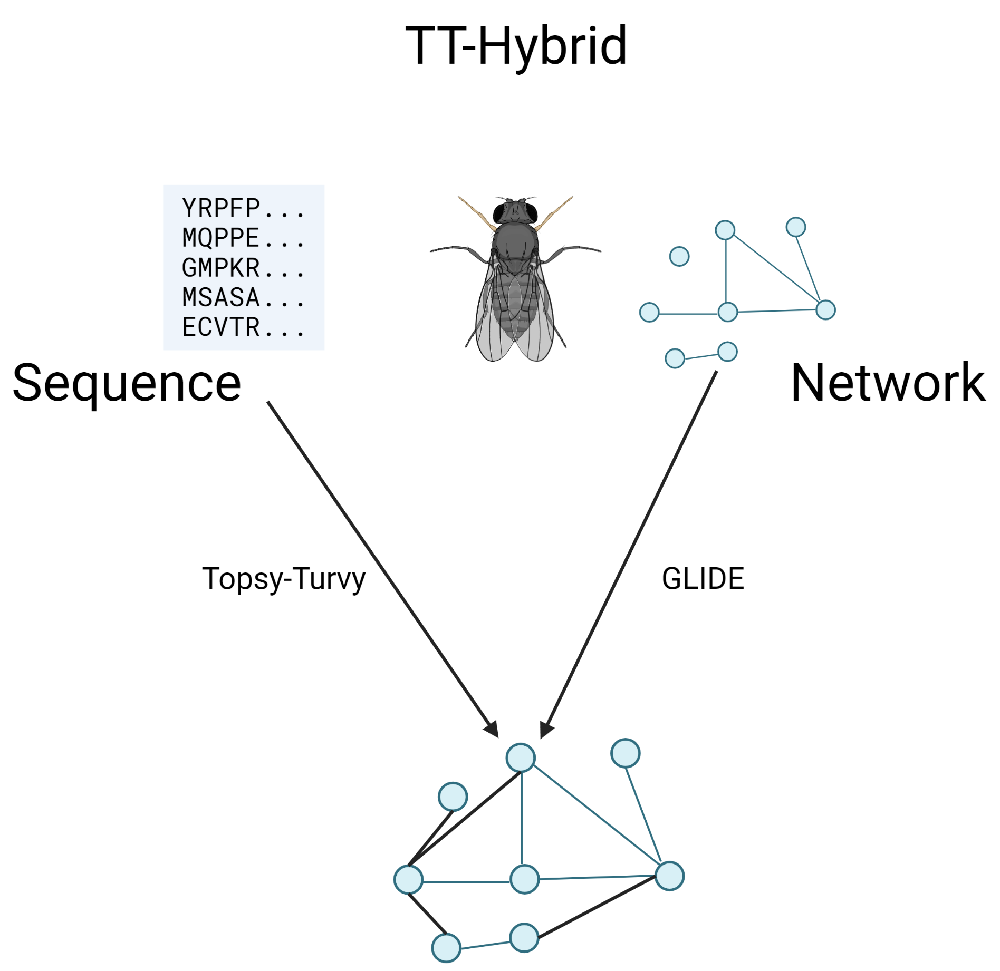 TT-Hybrid
YRPFP...
MQPPE...
GMPKR...
MSASA...
ECVTR...
Sequence
Network
Topsy-Turvy
GLIDE